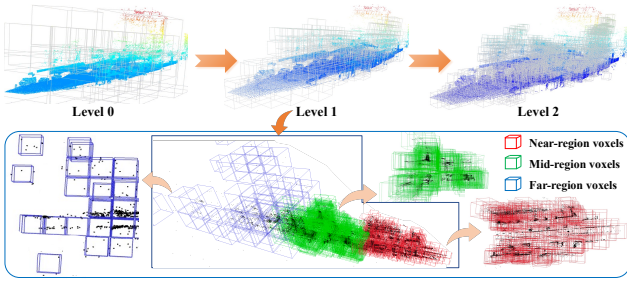 Level 0
Level 1
Level 2
Near-region voxels
Mid-region voxels
Far-region voxels